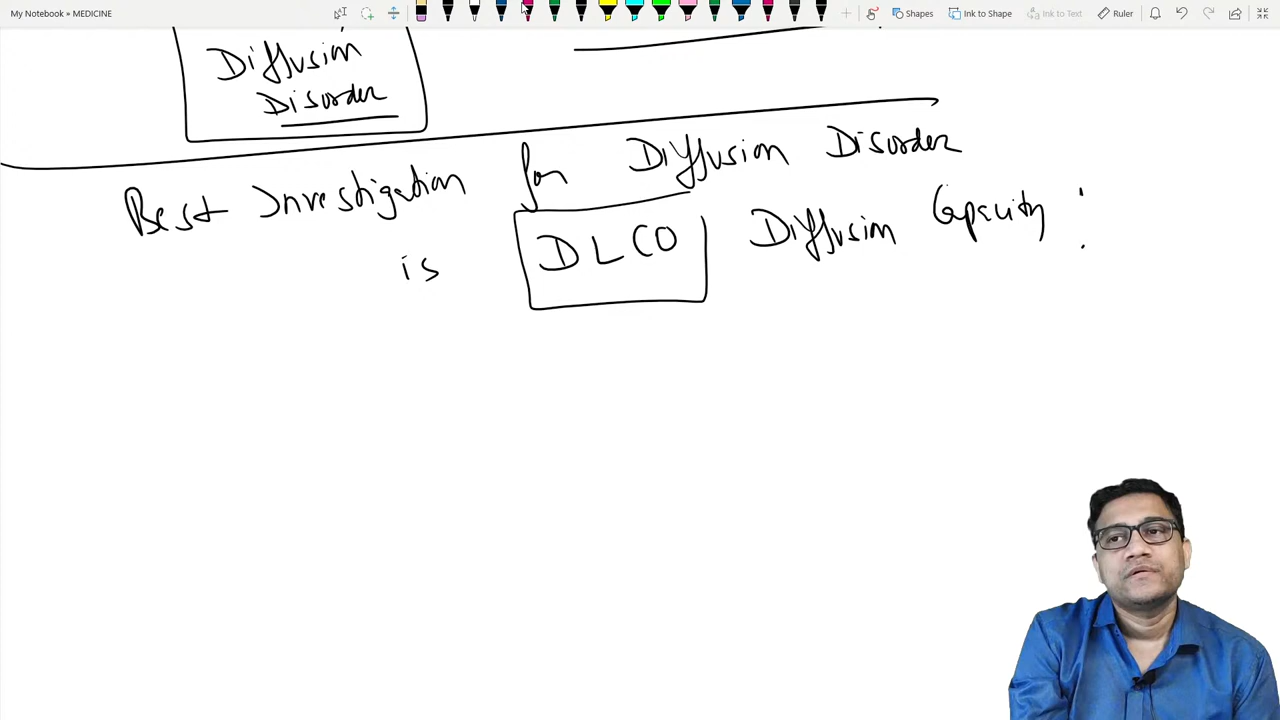 My Notebook » MEDICINE
Shapes
Ink to Shape
Ink to Text
Ruler
Diffusion
Disorder
Best Investigation for Diffusion Disorder
is DLCO Diffusion Capacity :